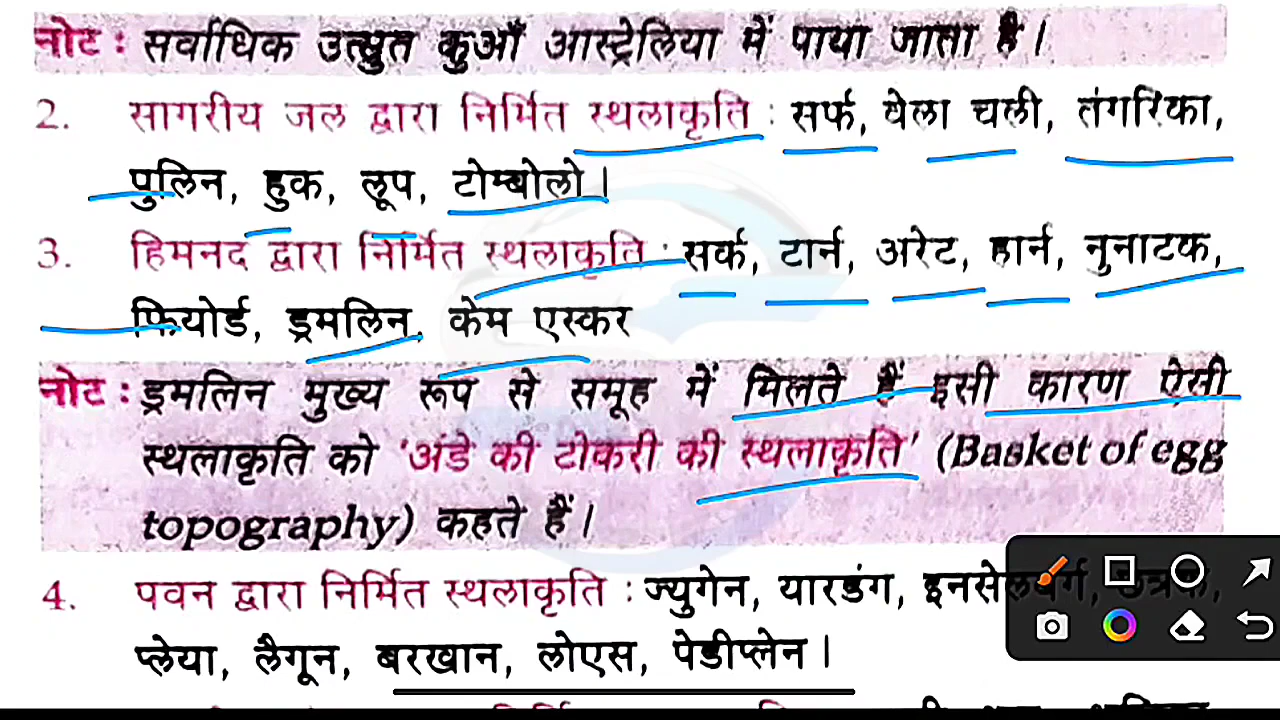 नोट : सर्वाधिक उत्स्रुत कुआँ आस्ट्रेलिया में पाया जाता है।
2. सागरीय जल द्वारा निर्मित स्थलाकृति : सर्फ, वेला चली, तंगरिका,
पुलिन, हुक, लूप, टोम्बोलो।
3. हिमनद द्वारा निर्मित स्थलाकृति : सर्क, टार्न, अरेट, हार्न, नुनाटक,
फियोर्ड, ड्रमलिन, केम एस्कर
नोट : ड्रमलिन मुख्य रूप से समूह में मिलते हैं इसी कारण ऐसी
स्थलाकृति को 'अंडे की टोकरी की स्थलाकृति' (Basket of egg
topography) कहते हैं।
4. पवन द्वारा निर्मित स्थलाकृति : ज्युगेन, यारडंग, इनसेलबर्ग, छत्रक,
प्लेया, लैगून, बरखान, लोएस, पेडीप्लेन।